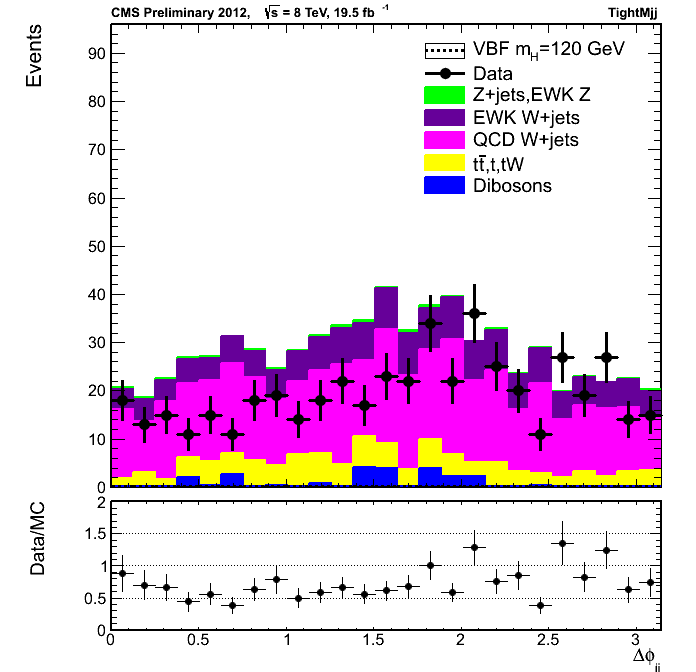 CMS Preliminary 2012, √s = 8 TeV, 19.5 fb⁻¹ TightMjj
Events
90
80
70
60
50
40
30
20
10
0
VBF m_H=120 GeV
Data
Z+jets,EWK Z
EWK W+jets
QCD W+jets
tt̄,t,tW
Dibosons
Data/MC
2
1.5
1
0.5
0
0 0.5 1 1.5 2 2.5 3
Δϕ_jj